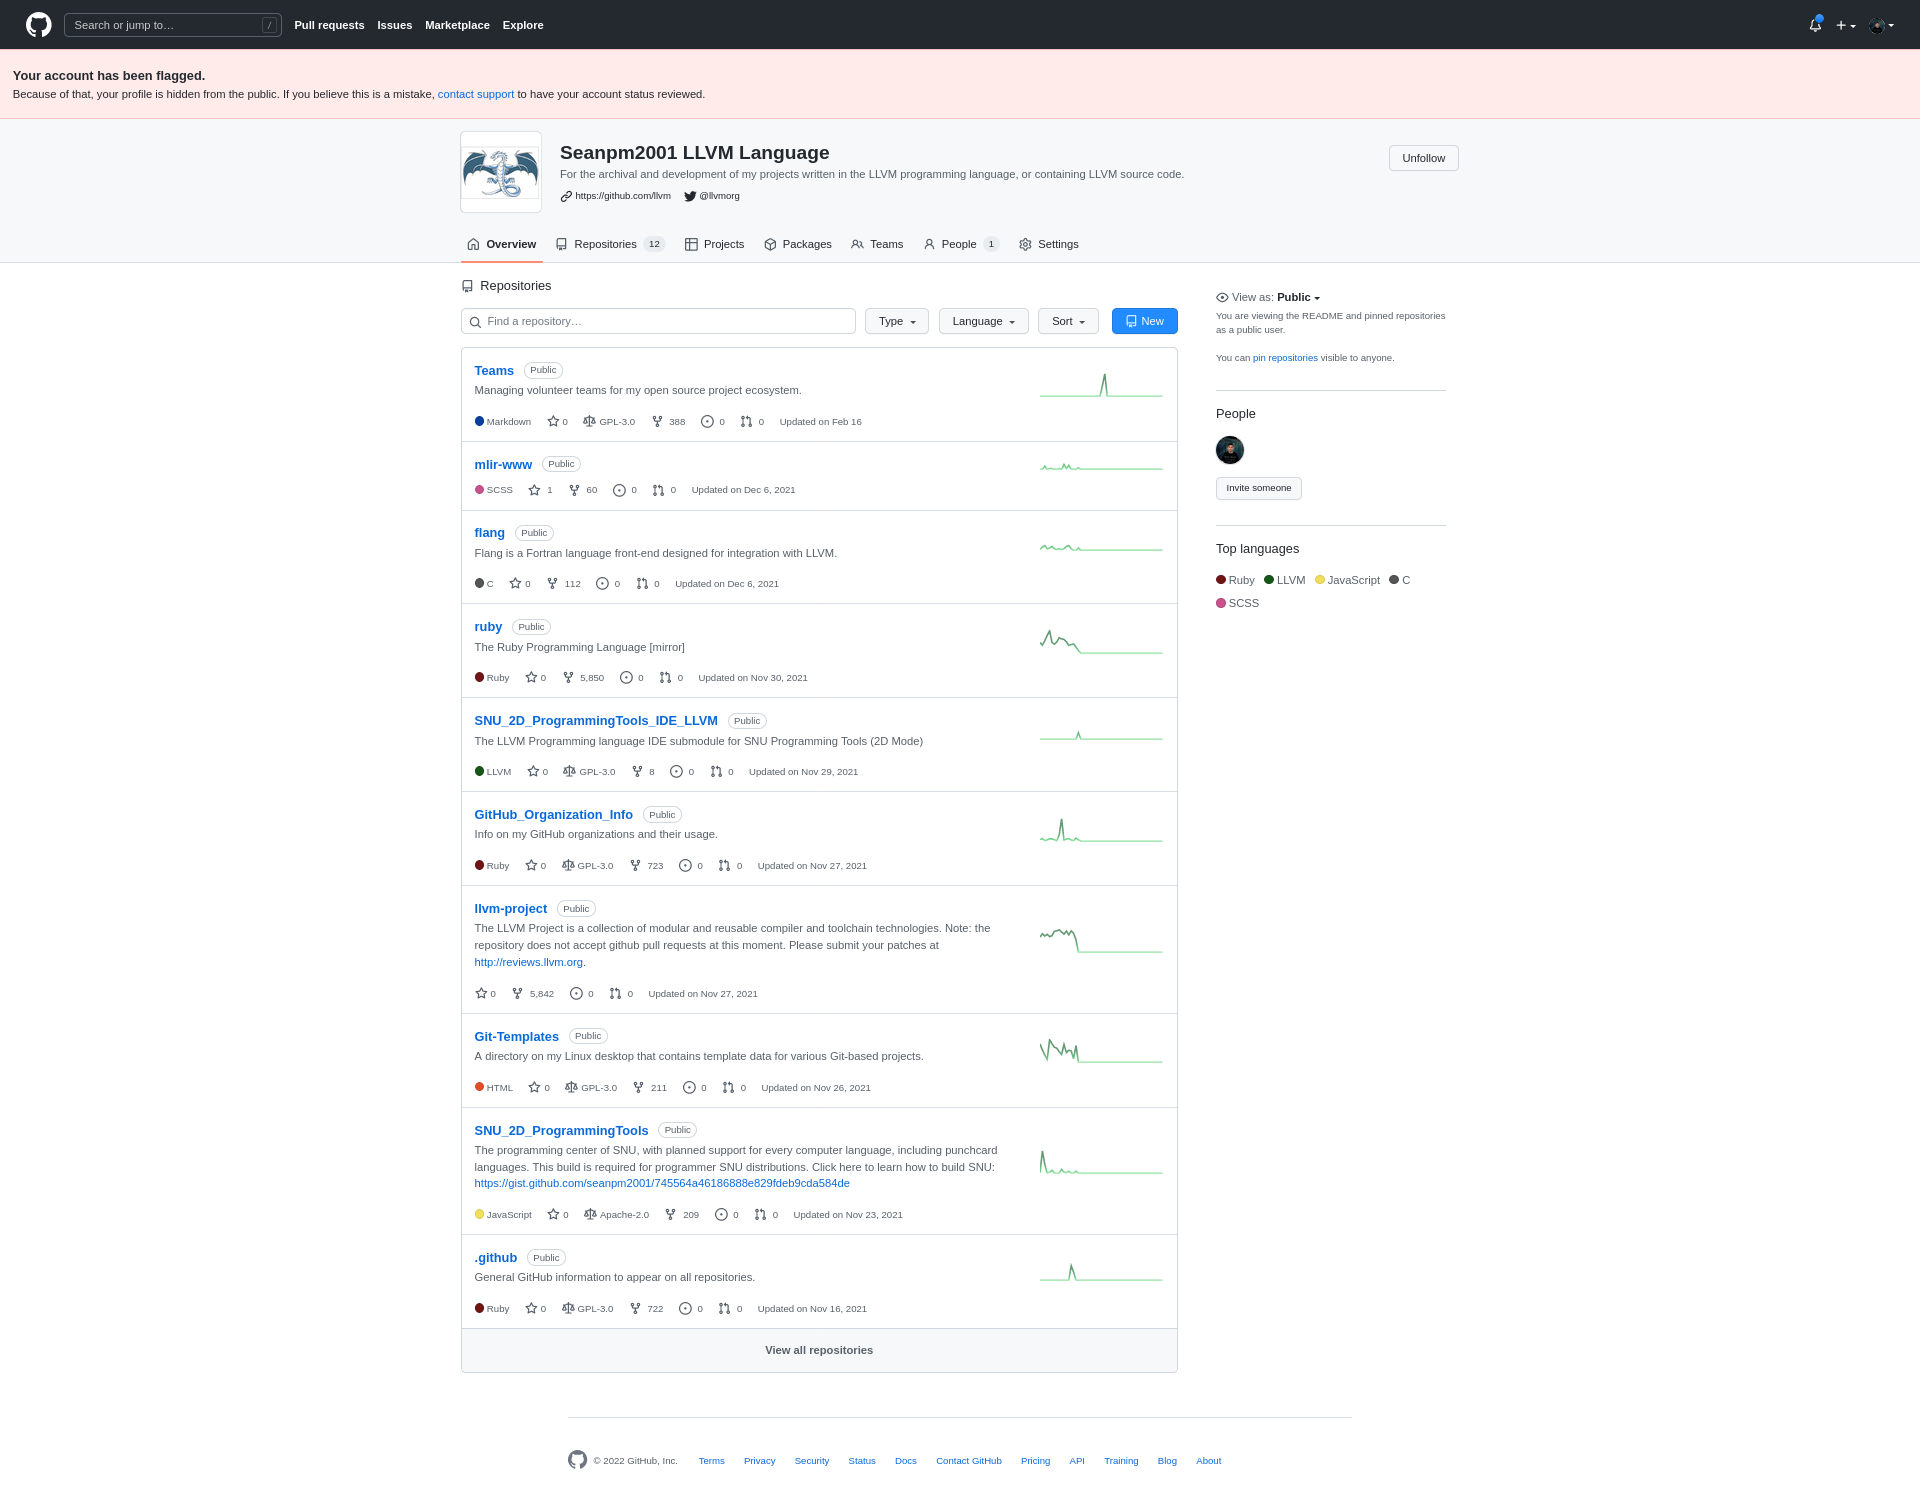 Search or jump to… /
Pull requests Issues Marketplace Explore
Your account has been flagged.
Because of that, your profile is hidden from the public. If you believe this is a mistake, contact support to have your account status reviewed.
Seanpm2001 LLVM Language
Unfollow
For the archival and development of my projects written in the LLVM programming language, or containing LLVM source code.
https://github.com/llvm @llvmorg
Overview Repositories 12 Projects Packages Teams People 1 Settings
Repositories
Find a repository… Type Language Sort New
Teams Public
Managing volunteer teams for my open source project ecosystem.
Markdown 0 GPL-3.0 388 0 0 Updated on Feb 16
mlir-www Public
SCSS 1 60 0 0 Updated on Dec 6, 2021
flang Public
Flang is a Fortran language front-end designed for integration with LLVM.
C 0 112 0 0 Updated on Dec 6, 2021
ruby Public
The Ruby Programming Language [mirror]
Ruby 0 5,850 0 0 Updated on Nov 30, 2021
SNU_2D_ProgrammingTools_IDE_LLVM Public
The LLVM Programming language IDE submodule for SNU Programming Tools (2D Mode)
LLVM 0 GPL-3.0 8 0 0 Updated on Nov 29, 2021
GitHub_Organization_Info Public
Info on my GitHub organizations and their usage.
Ruby 0 GPL-3.0 723 0 0 Updated on Nov 27, 2021
llvm-project Public
The LLVM Project is a collection of modular and reusable compiler and toolchain technologies. Note: the
repository does not accept github pull requests at this moment. Please submit your patches at
http://reviews.llvm.org.
0 5,842 0 0 Updated on Nov 27, 2021
Git-Templates Public
A directory on my Linux desktop that contains template data for various Git-based projects.
HTML 0 GPL-3.0 211 0 0 Updated on Nov 26, 2021
SNU_2D_ProgrammingTools Public
The programming center of SNU, with planned support for every computer language, including punchcard
languages. This build is required for programmer SNU distributions. Click here to learn how to build SNU:
https://gist.github.com/seanpm2001/745564a46186888e829fdeb9cda584de
JavaScript 0 Apache-2.0 209 0 0 Updated on Nov 23, 2021
.github Public
General GitHub information to appear on all repositories.
Ruby 0 GPL-3.0 722 0 0 Updated on Nov 16, 2021
View all repositories
View as: Public
You are viewing the README and pinned repositories
as a public user.
You can pin repositories visible to anyone.
People
Invite someone
Top languages
Ruby LLVM JavaScript C
SCSS
© 2022 GitHub, Inc. Terms Privacy Security Status Docs Contact GitHub Pricing API Training Blog About